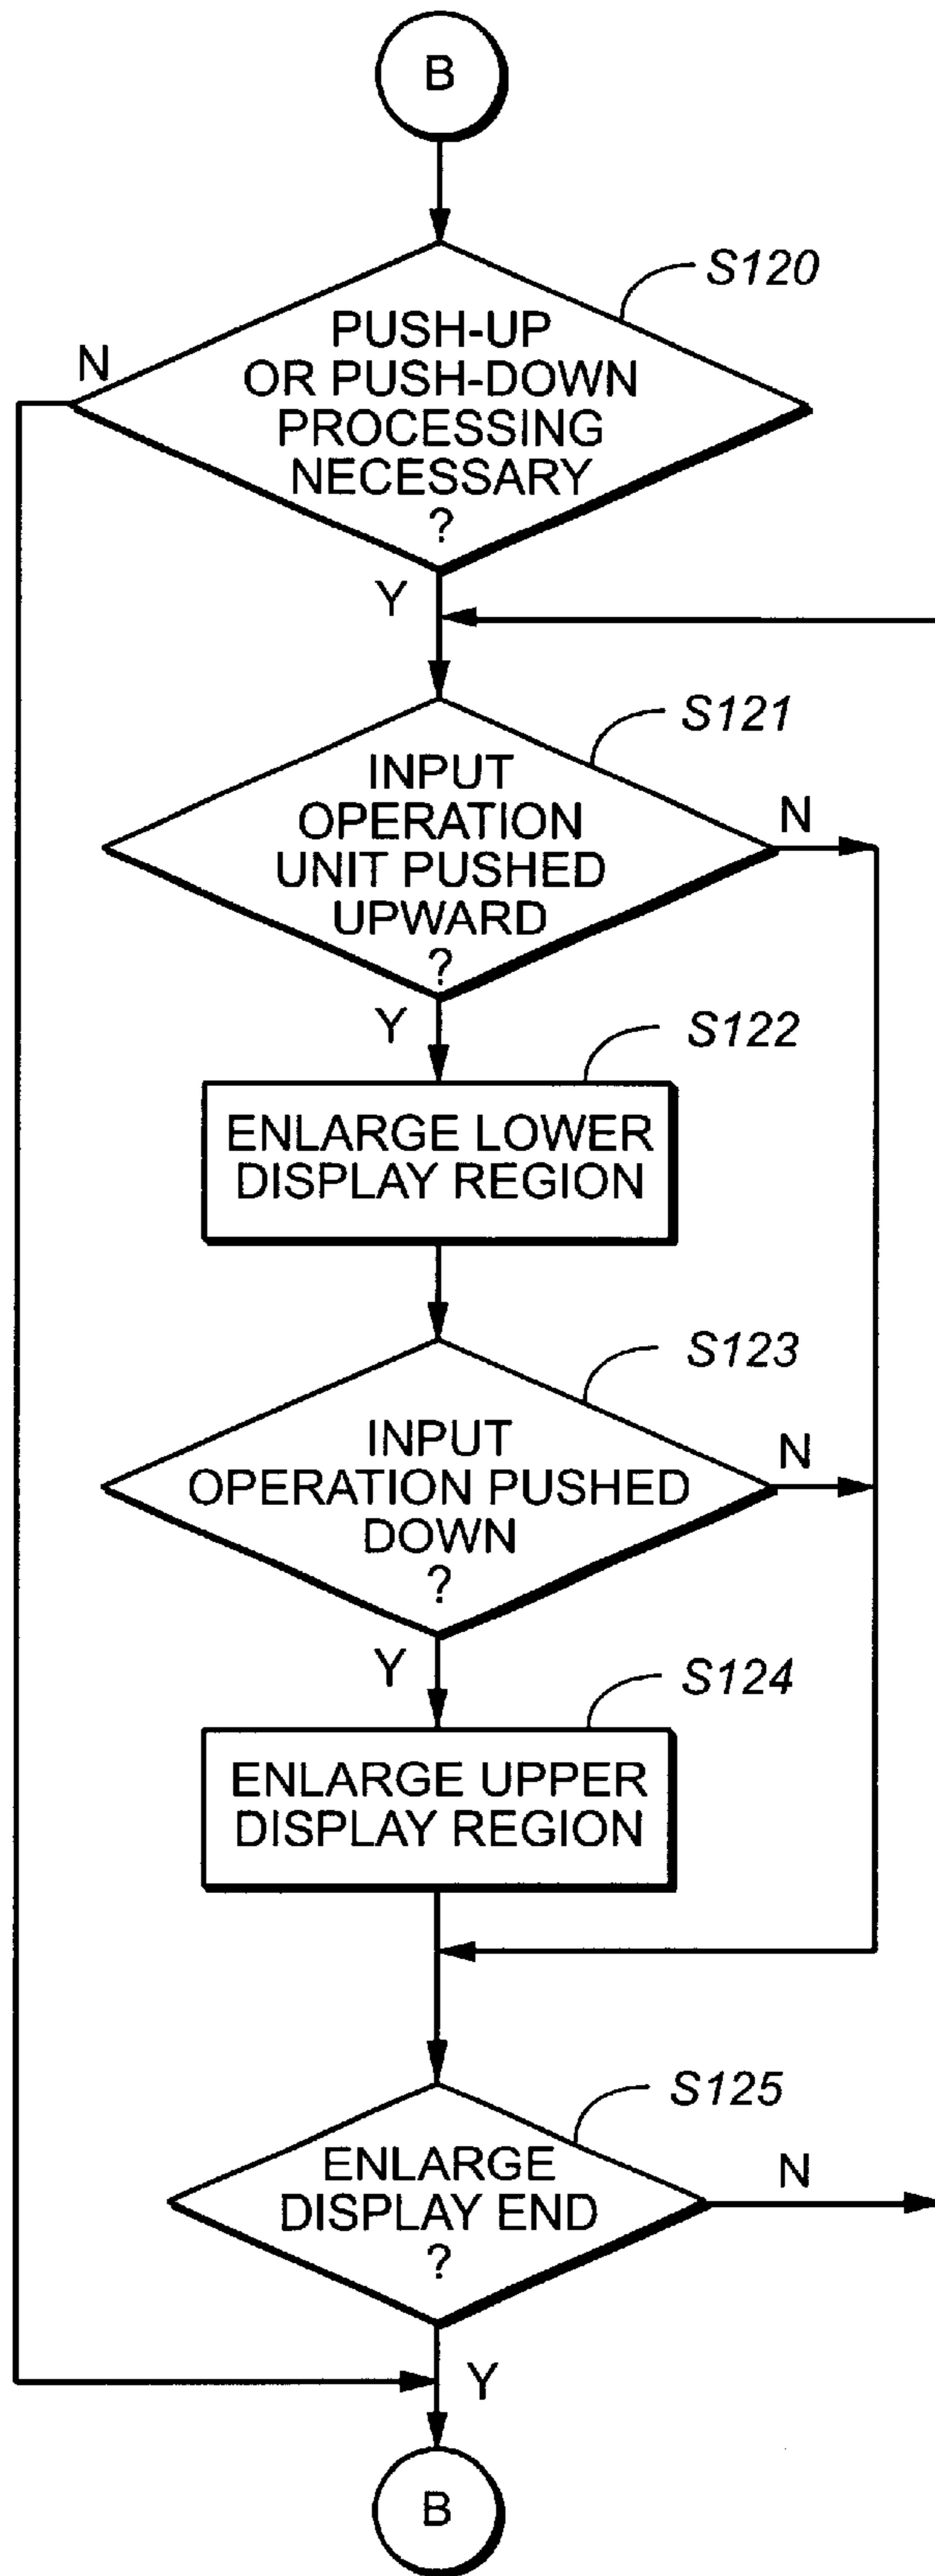 B
S120
N
PUSH-UP
OR PUSH-DOWN
PROCESSING
NECESSARY
?
Y
S121
INPUT
OPERATION
UNIT PUSHED
UPWARD
?
N
Y
S122
ENLARGE LOWER
DISPLAY REGION
S123
INPUT
OPERATION PUSHED
DOWN
?
N
Y
S124
ENLARGE UPPER
DISPLAY REGION
S125
ENLARGE
DISPLAY END
?
N
Y
B